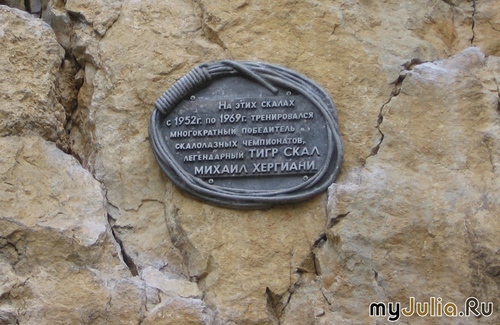 На этих скалах
с 1952г. по 1969г. тренировался
многократный победитель
скалолазных чемпионатов,
легендарный ТИГР СКАЛ
МИХАИЛ ХЕРГИАНИ
myJulia.Ru